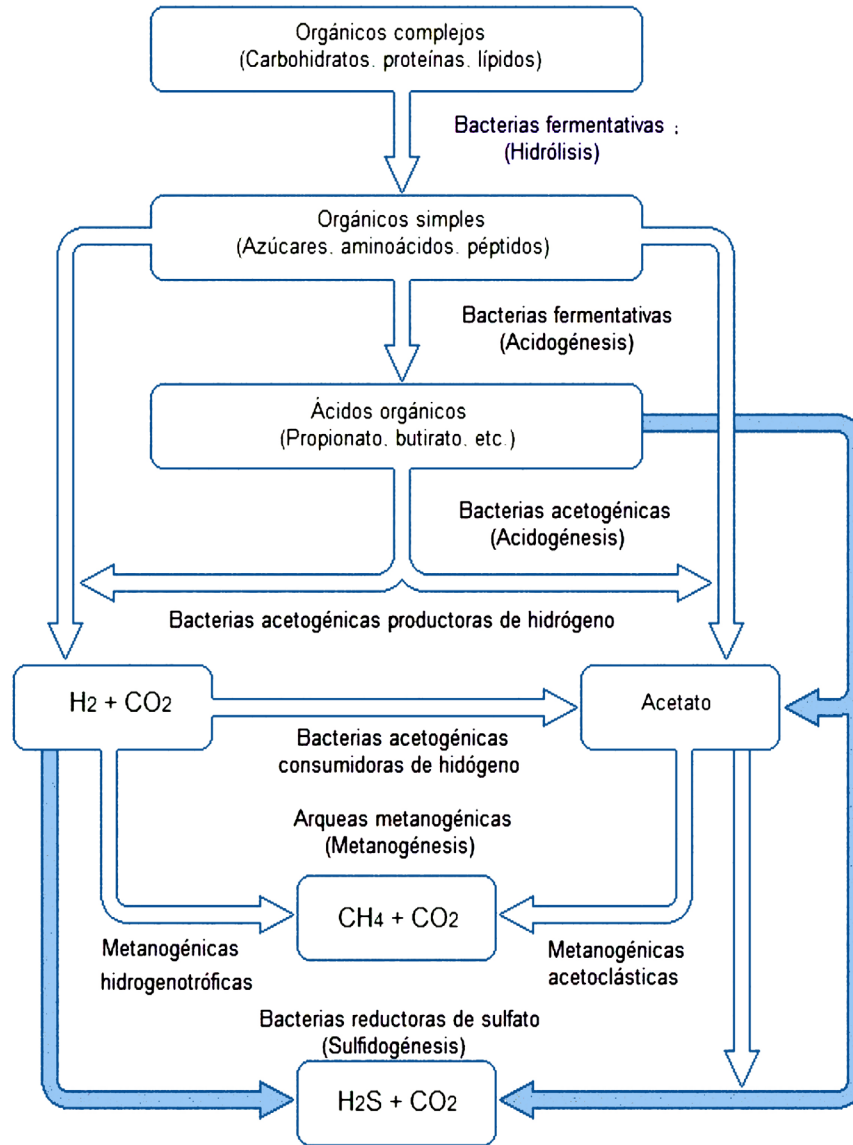 Orgánicos complejos
(Carbohidratos. proteínas. lípidos)
Bacterias fermentativas ;
(Hidrólisis)
Orgánicos simples
(Azúcares. aminoácidos. péptidos)
Bacterias fermentativas
(Acidogénesis)
Ácidos orgánicos
(Propionato. butirato. etc.)
Bacterias acetogénicas
(Acidogénesis)
Bacterias acetogénicas productoras de hidrógeno
H2 + CO2
Acetato
Bacterias acetogénicas
consumidoras de hidógeno
Arqueas metanogénicas
(Metanogénesis)
CH4 + CO2
Metanogénicas
hidrogenotróficas
Metanogénicas
acetoclásticas
Bacterias reductoras de sulfato
(Sulfidogénesis)
H2S + CO2